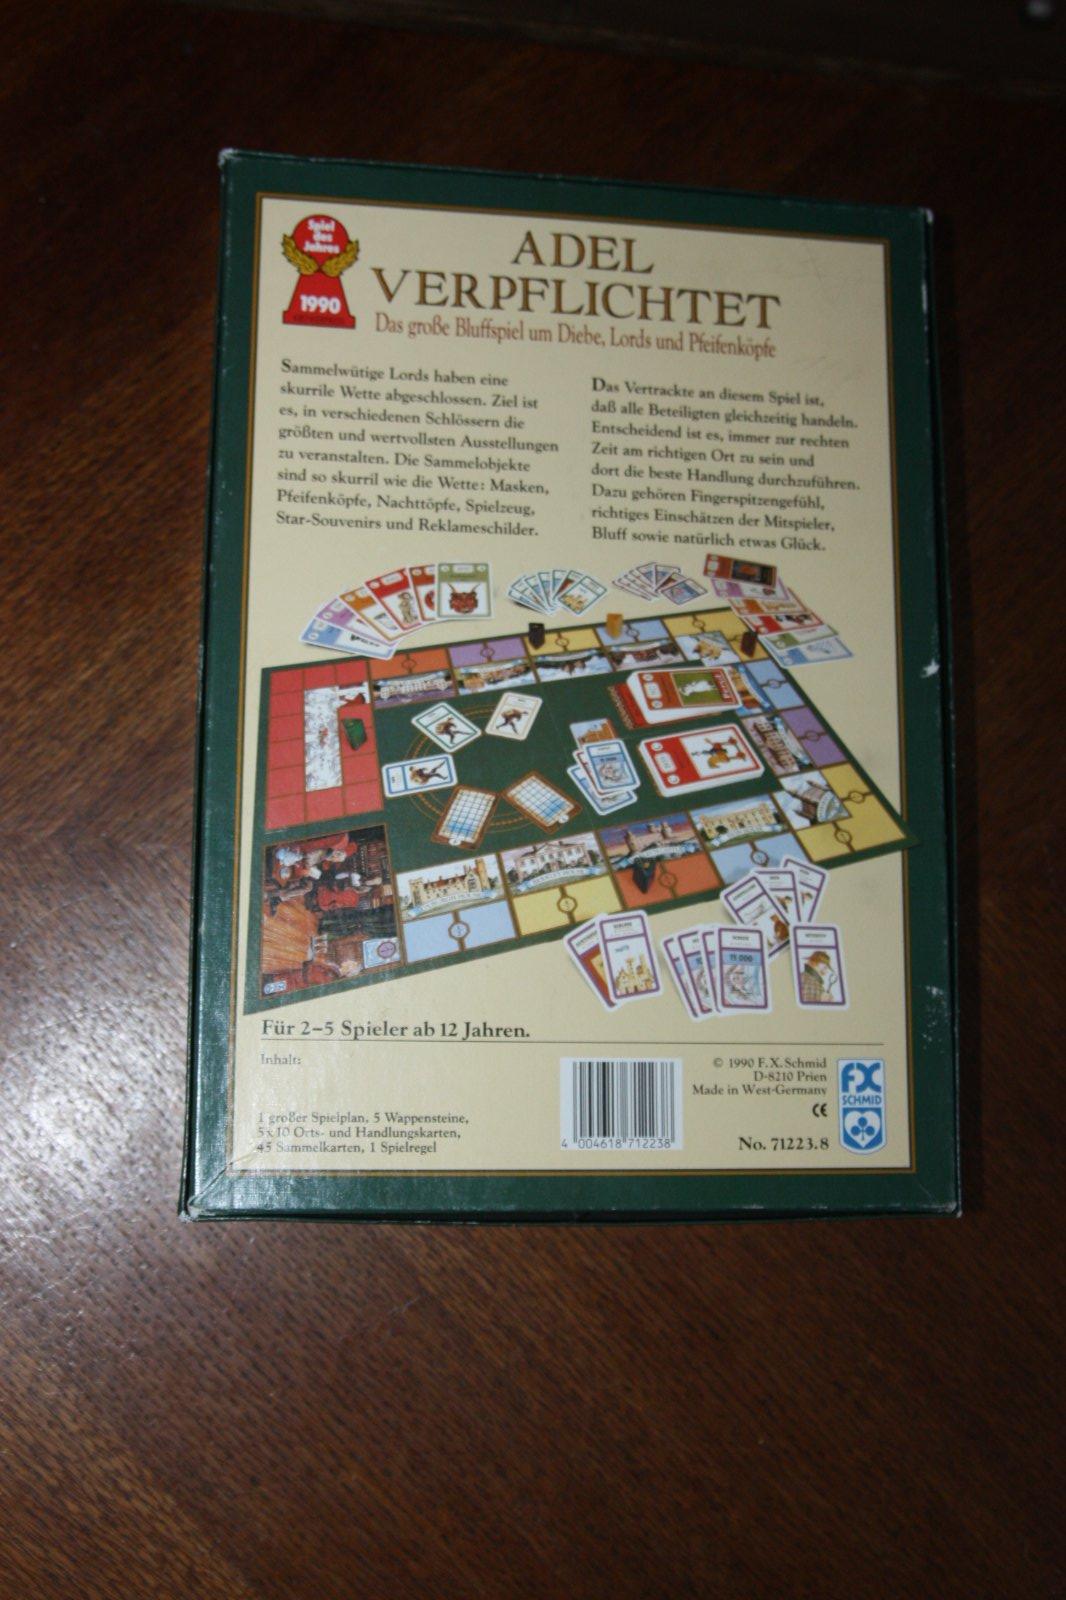 Spiel
des
Jahres
1990
ADEL
VERPFLICHTET
Das große Bluffspiel um Diebe, Lords und Pfeifenköpfe
Sammelwütige Lords haben eine
skurrile Wette abgeschlossen. Ziel ist
es, in verschiedenen Schlössern die
größten und wertvollsten Ausstellungen
zu veranstalten. Die Sammelobjekte
sind so skurril wie die Wette: Masken,
Pfeifenköpfe, Nachttöpfe, Spielzeug,
Star-Souvenirs und Reklameschilder.
Das Vertrackte an diesem Spiel ist,
daß alle Beteiligten gleichzeitig handeln.
Entscheidend ist es, immer zur rechten
Zeit am richtigen Ort zu sein und
dort die beste Handlung durchzuführen.
Dazu gehören Fingerspitzengefühl,
richtiges Einschätzen der Mitspieler,
Bluff sowie natürlich etwas Glück.
15 000
Für 2–5 Spieler ab 12 Jahren.
Inhalt:
1 großer Spielplan, 5 Wappensteine,
5x10 Orts- und Handlungskarten,
45 Sammelkarten, 1 Spielregel
4 004618 712238
© 1990 F.X. Schmid
D-8210 Prien
Made in West-Germany
CE
No. 71223.8
FX
SCHMID